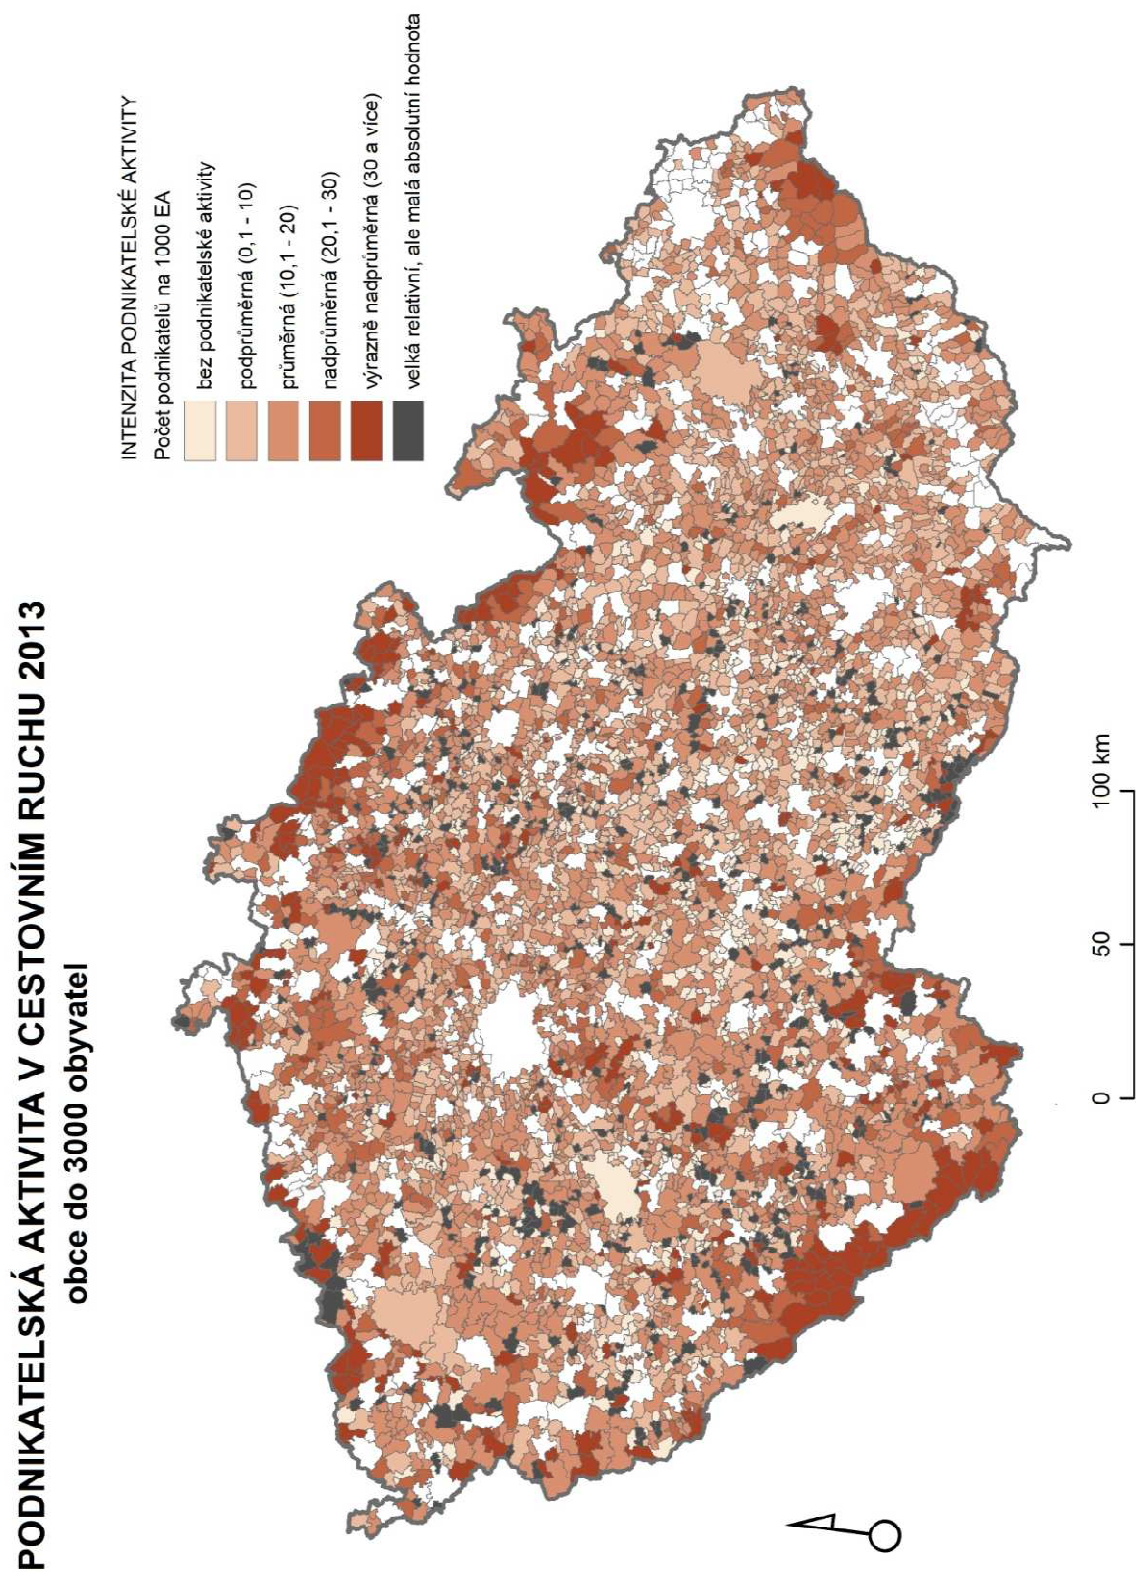 PODNIKATELSKÁ AKTIVITA V CESTOVNÍM RUCHU 2013
obce do 3000 obyvatel
INTENZITA PODNIKATELSKÉ AKTIVITY
Počet podnikatelů na 1000 EA
bez podnikatelské aktivity
podprůměrná (0,1 - 10)
průměrná (10,1 - 20)
nadprůměrná (20,1 - 30)
výrazně nadprůměrná (30 a více)
velká relativní, ale malá absolutní hodnota
0 50 100 km